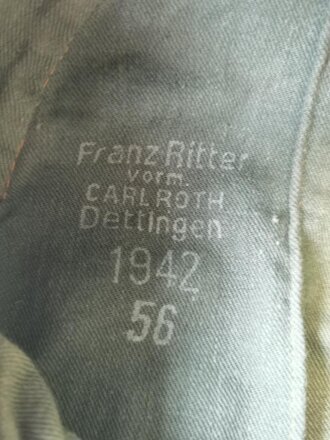 Franz Ritter
vorm.
CARL ROTH
Dettingen
1942
56